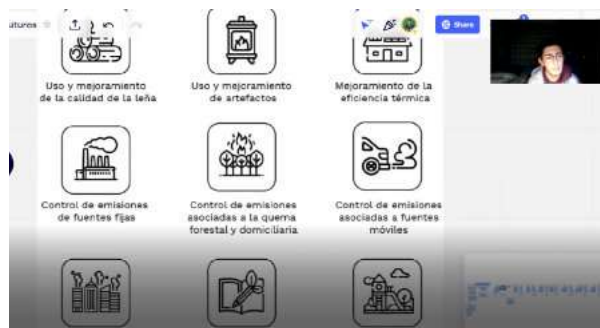 uturos
Share
Uso y mejoramiento
de la calidad de la leña
Uso y mejoramiento
de artefactos
Mejoramiento de la
eficiencia térmica
Control de emisiones
de fuentes fijas
Control de emisiones
asociadas a la quema
forestal y domiciliaria
Control de emisiones
asociadas a fuentes
móviles